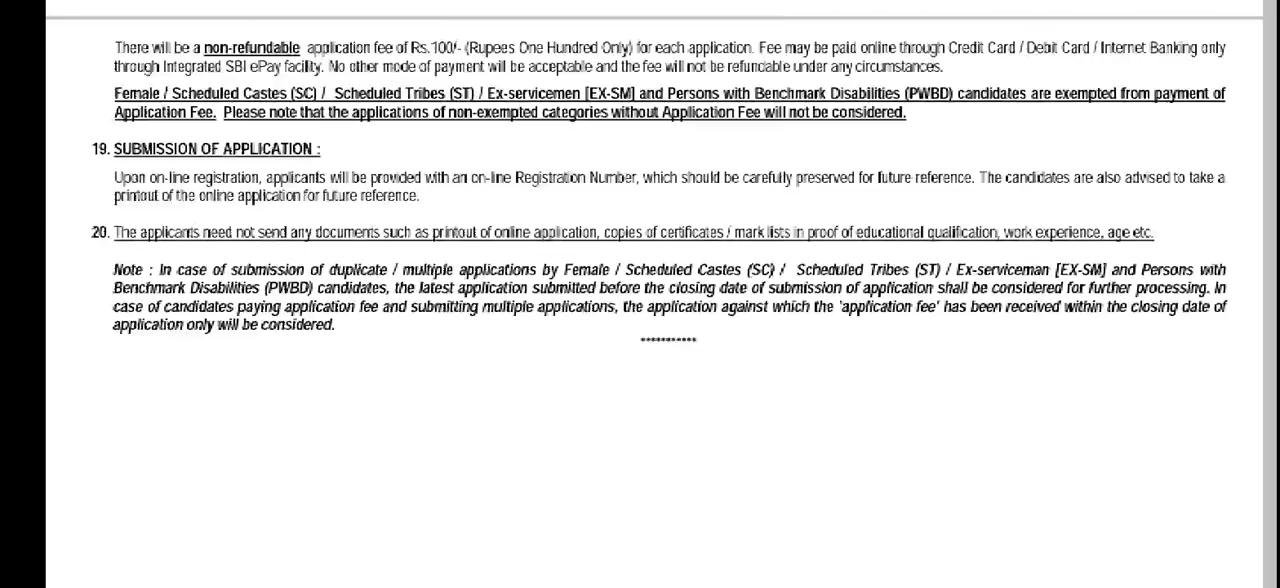 There will be a non-refundable application fee of Rs.100/- (Rupees One Hundred Only) for each application. Fee may be paid online through Credit Card / Debit Card / Internet Banking only
through Integrated SBI ePay facility. No other mode of payment will be acceptable and the fee will not be refundable under any circumstances.
Female / Scheduled Castes (SC) / Scheduled Tribes (ST) / Ex-servicemen [EX-SM] and Persons with Benchmark Disabilities (PWBD) candidates are exempted from payment of
Application Fee. Please note that the applications of non-exempted categories without Application Fee will not be considered.
19. SUBMISSION OF APPLICATION :
Upon on-line registration, applicants will be provided with an on-line Registration Number, which should be carefully preserved for future reference. The candidates are also advised to take a
printout of the online application for future reference.
20. The applicants need not send any documents such as printout of online application, copies of certificates / mark lists in proof of educational qualification, work experience, age etc.
Note : In case of submission of duplicate / multiple applications by Female / Scheduled Castes (SC) / Scheduled Tribes (ST) / Ex-serviceman [EX-SM] and Persons with
Benchmark Disabilities (PWBD) candidates, the latest application submitted before the closing date of submission of application shall be considered for further processing. In
case of candidates paying application fee and submitting multiple applications, the application against which the 'application fee' has been received within the closing date of
application only will be considered.
***********